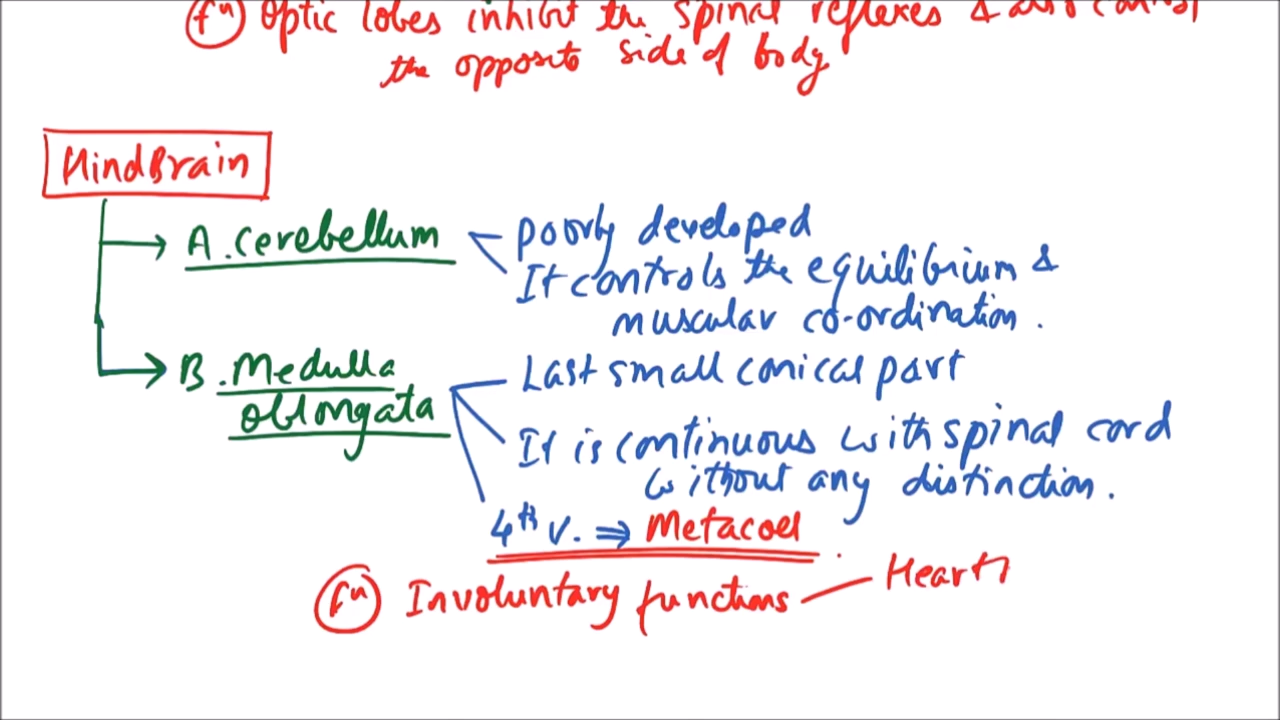 (fⁿ) Optic lobes inhibit the spinal reflexes & also control
the opposite side of body
HindBrain
A. cerebellum
poorly developed
It controls the equilibrium &
muscular co-ordination.
B. Medulla
oblongata
Last small conical part
It is continuous with spinal cord
without any distinction.
4th V. ⇒ Metacoel
(fⁿ) Involuntary functions — Heart